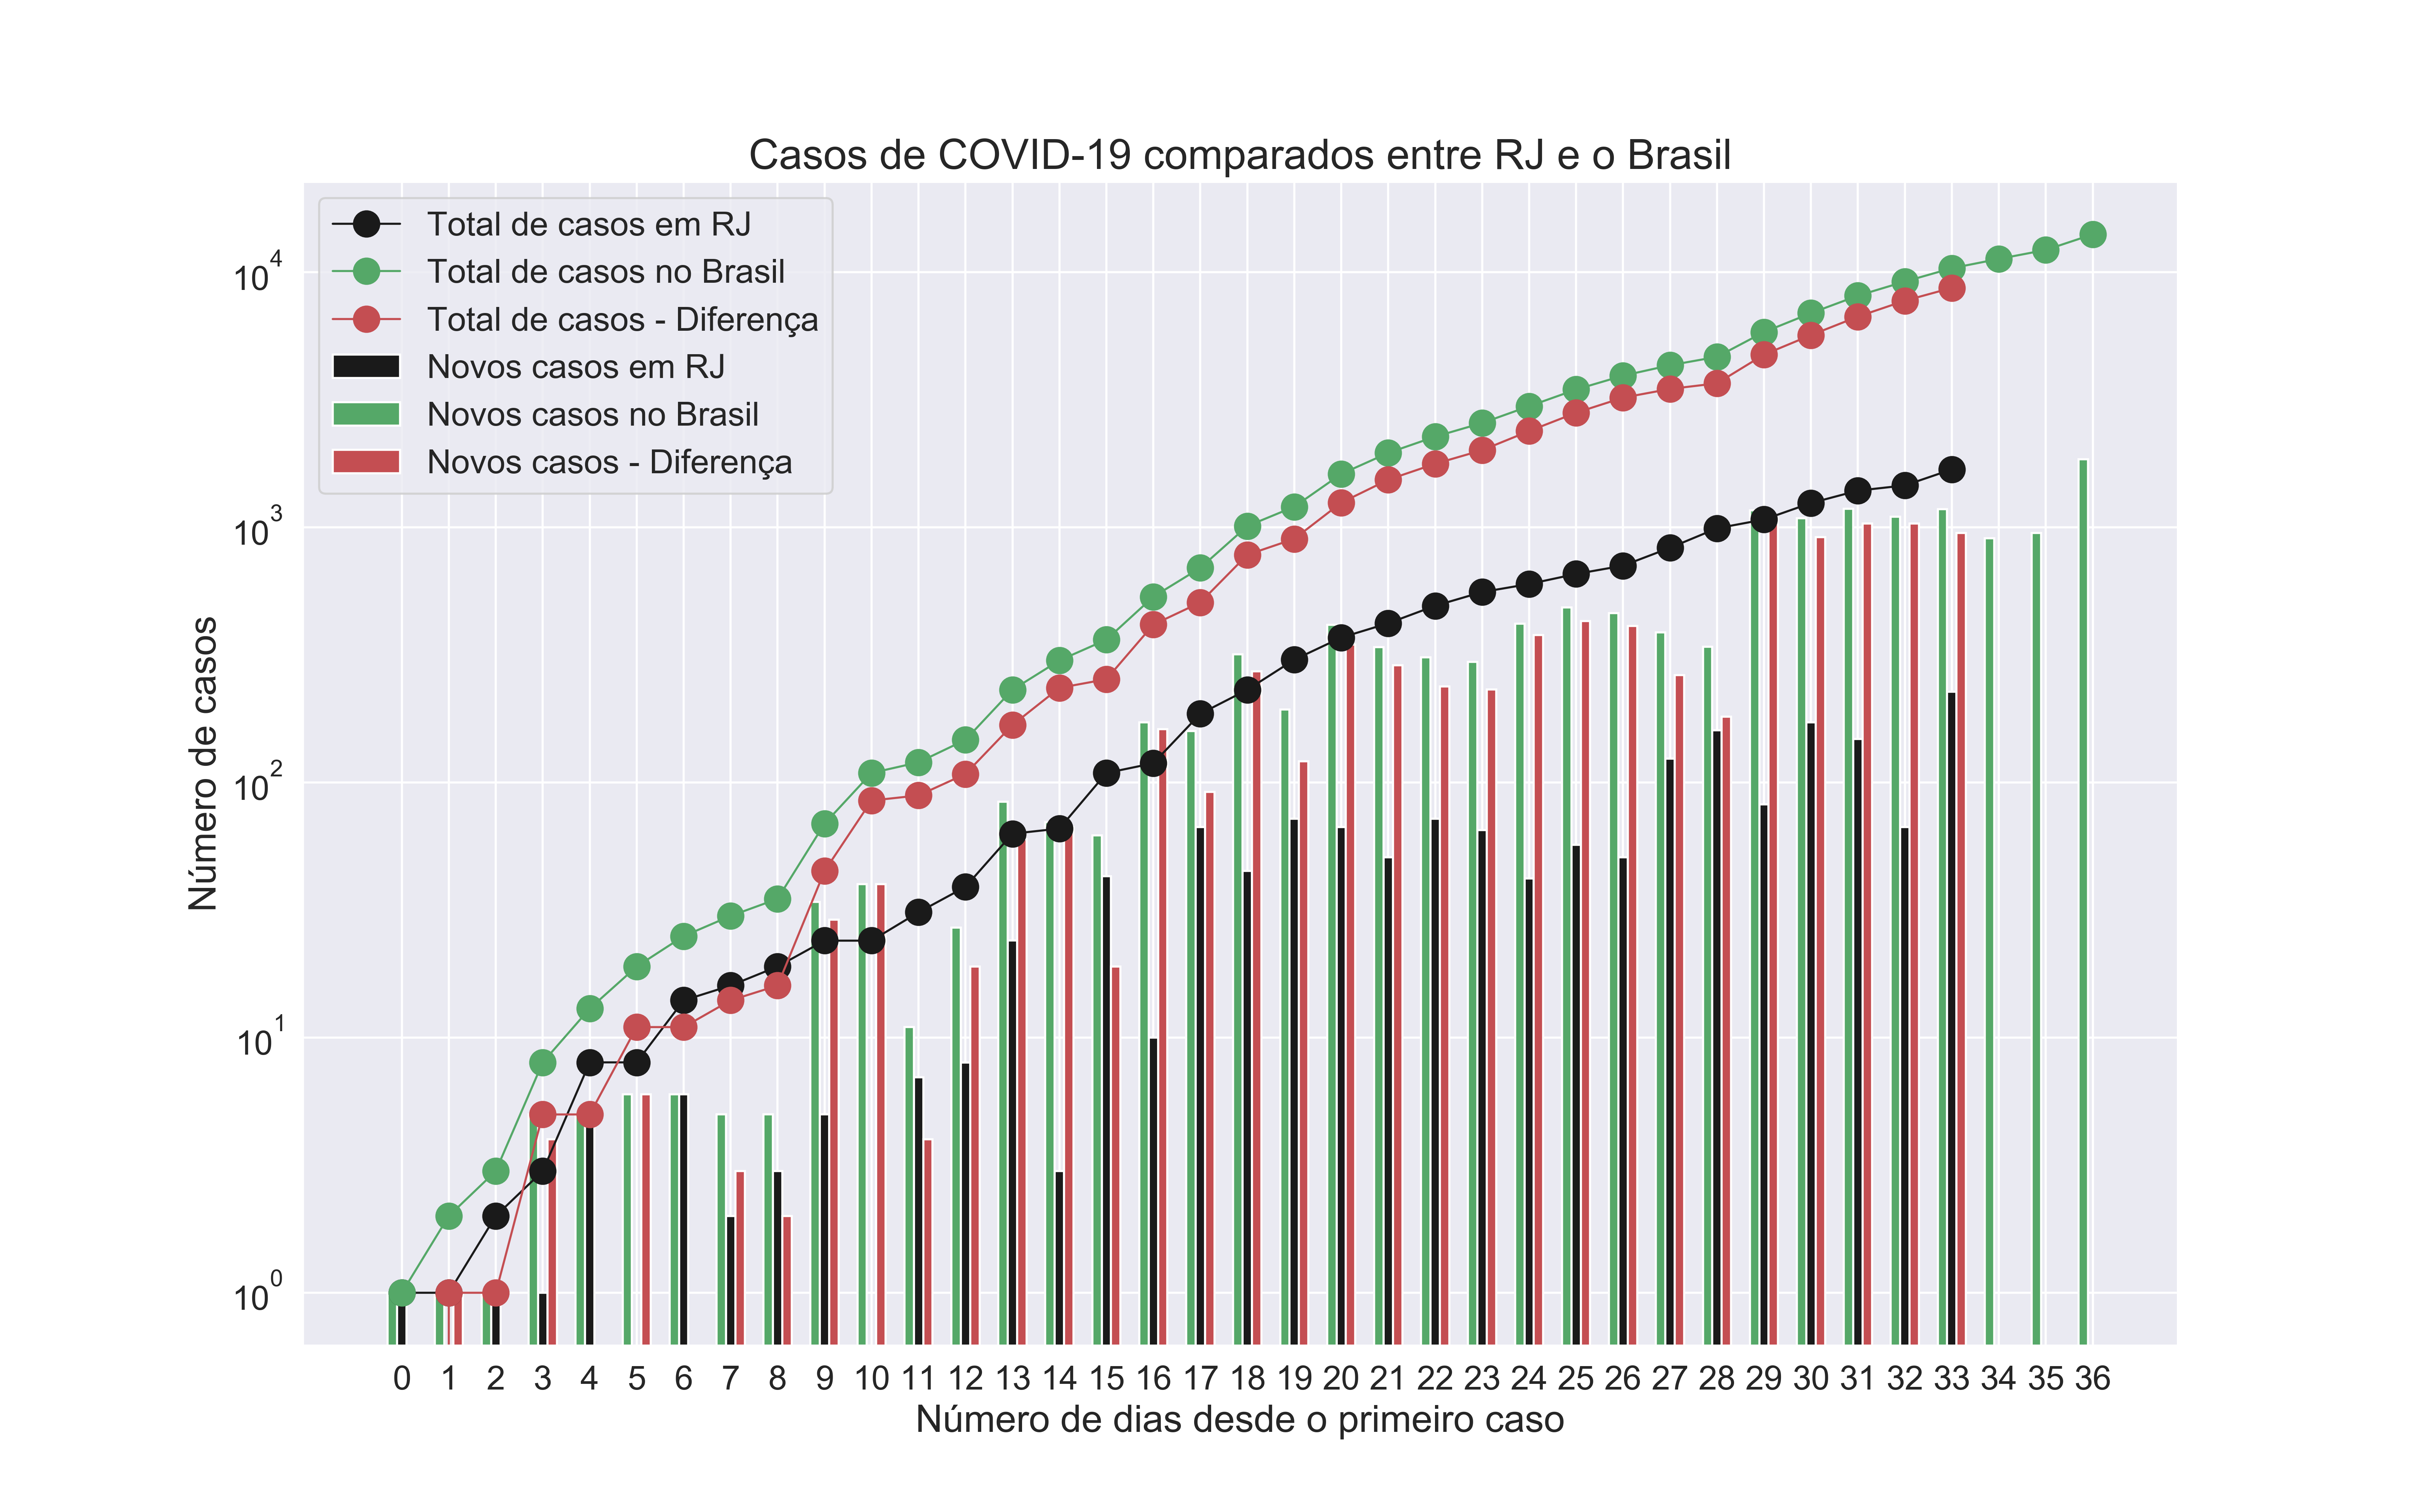 Casos de COVID-19 comparados entre RJ e o Brasil
Total de casos em RJ
Total de casos no Brasil
Total de casos - Diferença
Novos casos em RJ
Novos casos no Brasil
Novos casos - Diferença
10^4
10^3
10^2
10^1
10^0
Número de casos
0 1 2 3 4 5 6 7 8 9 10 11 12 13 14 15 16 17 18 19 20 21 22 23 24 25 26 27 28 29 30 31 32 33 34 35 36
Número de dias desde o primeiro caso